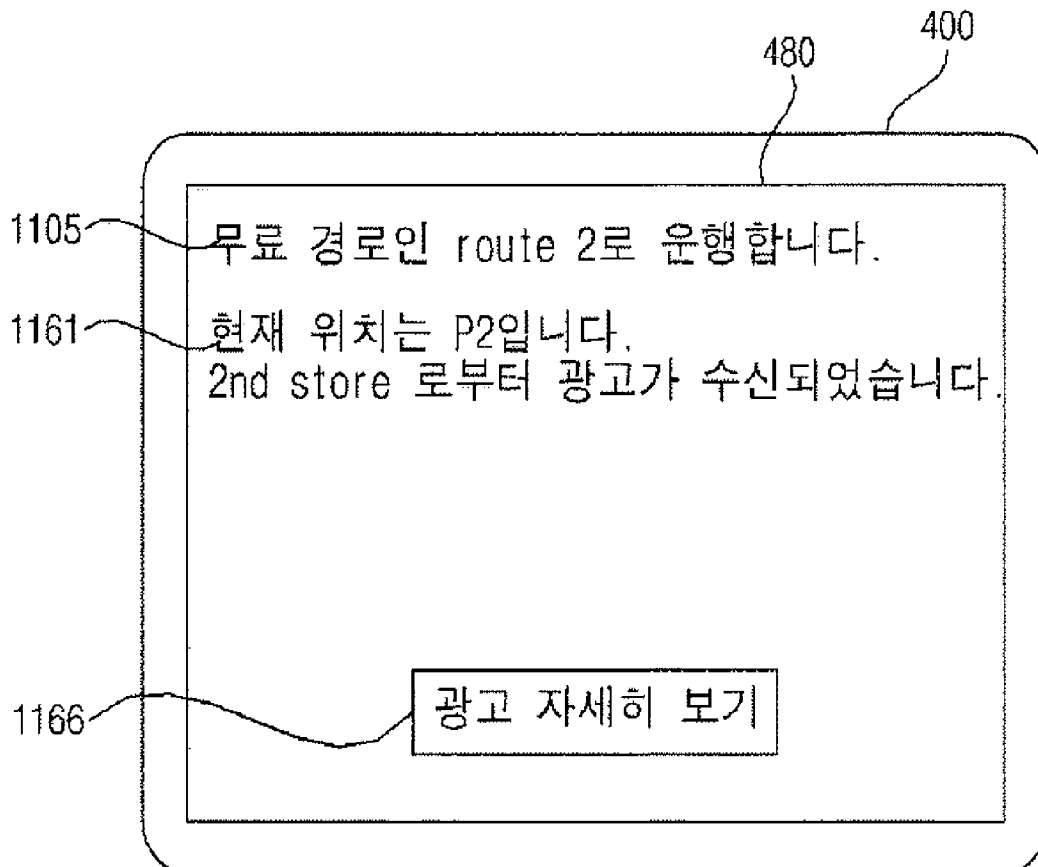 400
480
1105
무료 경로인 route 2로 운행합니다.
1161
현재 위치는 P2입니다.
2nd store 로부터 광고가 수신되었습니다.
1166
광고 자세히 보기